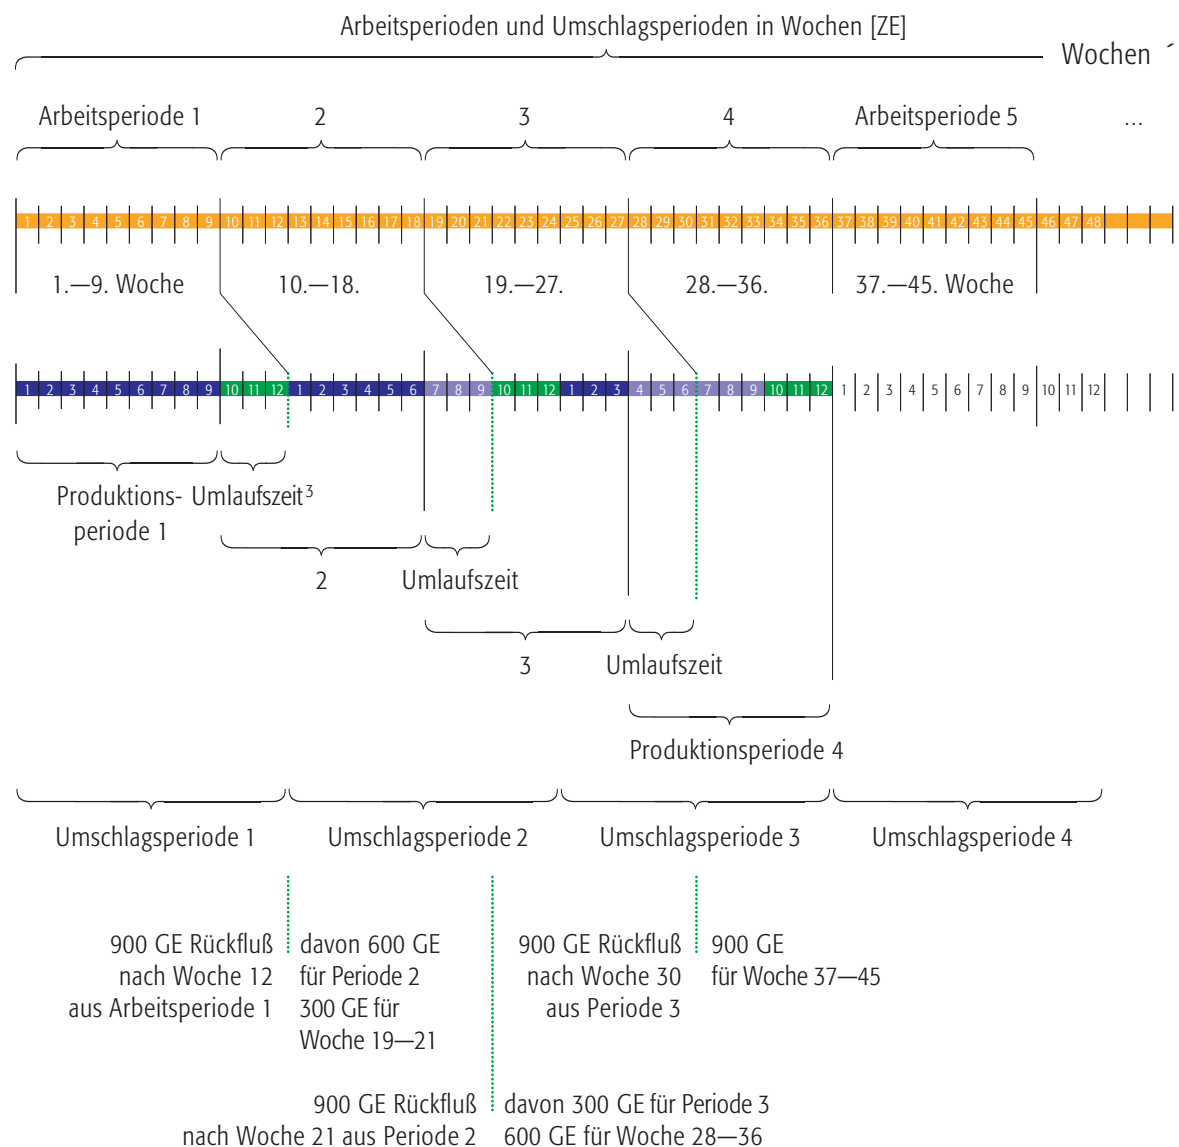 Arbeitsperioden und Umschlagsperioden in Wochen [ZE]
Wochen ´
Arbeitsperiode 1 2 3 4 Arbeitsperiode 5 ...
1 2 3 4 5 6 7 8 9 10 11 12 13 14 15 16 17 18 19 20 21 22 23 24 25 26 27 28 29 30 31 32 33 34 35 36 37 38 39 40 41 42 43 44 45 46 47 48
1.—9. Woche 10.—18. 19.—27. 28.—36. 37.—45. Woche
1 2 3 4 5 6 7 8 9 10 11 12 1 2 3 4 5 6 7 8 9 10 11 12 1 2 3 4 5 6 7 8 9 10 11 12 1 2 3 4 5 6 7 8 9 10 11 12
Produktions- Umlaufszeit³
periode 1
2 Umlaufszeit
3 Umlaufszeit
Produktionsperiode 4
Umschlagsperiode 1 Umschlagsperiode 2 Umschlagsperiode 3 Umschlagsperiode 4
900 GE Rückfluß
nach Woche 12
aus Arbeitsperiode 1
davon 600 GE
für Periode 2
300 GE für
Woche 19—21
900 GE Rückfluß
nach Woche 30
aus Periode 3
900 GE
für Woche 37—45
900 GE Rückfluß
nach Woche 21 aus Periode 2
davon 300 GE für Periode 3
600 GE für Woche 28—36